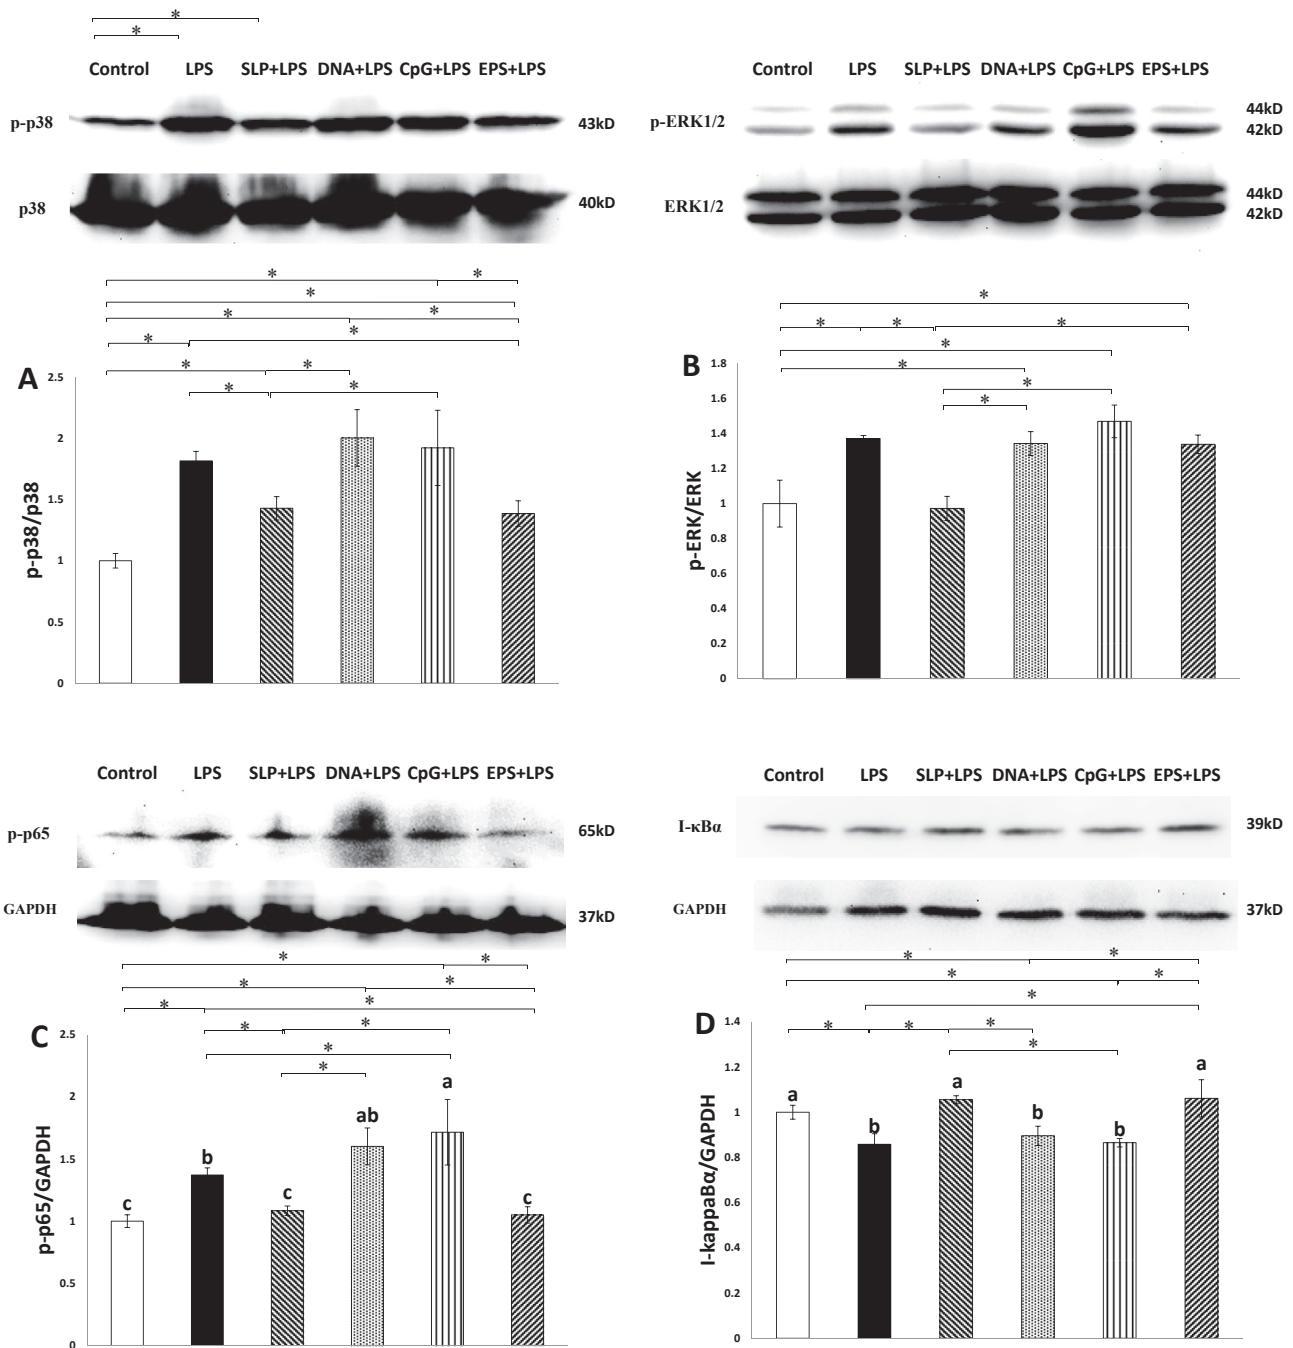 *
*
Control LPS SLP+LPS DNA+LPS CpG+LPS EPS+LPS
p-p38 43kD
p38 40kD
* *
*
* *
* *
* *
* *
A
2.5
2
1.5
1
0.5
0
p-p38/p38
Control LPS SLP+LPS DNA+LPS CpG+LPS EPS+LPS
p-ERK1/2 44kD
42kD
ERK1/2 44kD
42kD
*
* * *
*
*
*
*
B
1.8
1.6
1.4
1.2
1
0.8
0.6
0.4
0.2
0
p-ERK/ERK
Control LPS SLP+LPS DNA+LPS CpG+LPS EPS+LPS
p-p65 65kD
GAPDH 37kD
* *
* *
* *
* *
*
*
C
2.5
2
1.5
1
0.5
0
p-p65/GAPDH
c b c ab a c
Control LPS SLP+LPS DNA+LPS CpG+LPS EPS+LPS
I-κBα 39kD
GAPDH 37kD
* *
* *
*
* * *
*
D
1.4
1.2
1
0.8
0.6
0.4
0.2
0
I-kappaBα/GAPDH
a b a b b a